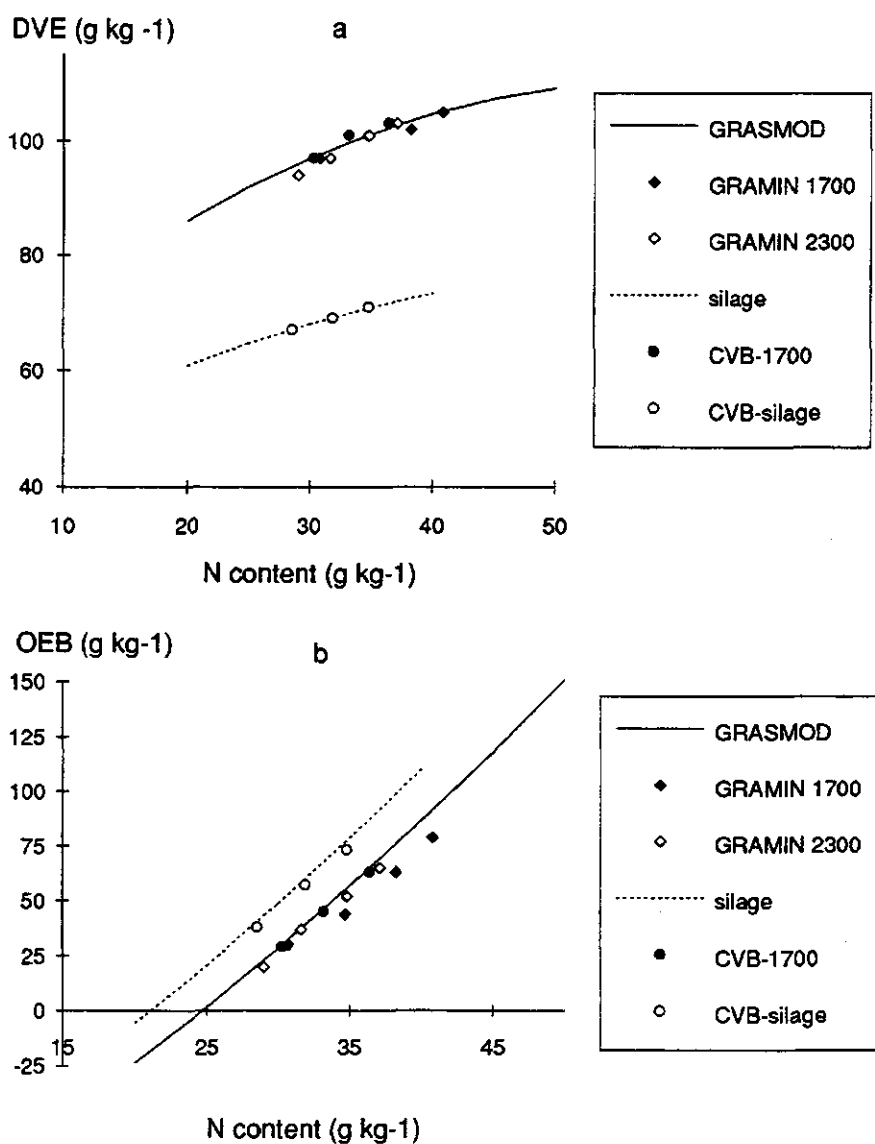 DVE (g kg -1)
a
100
80
60
40
10 20 30 40 50
N content (g kg-1)
GRASMOD
GRAMIN 1700
GRAMIN 2300
silage
CVB-1700
CVB-silage
OEB (g kg-1)
b
150
125
100
75
50
25
0
-25
15 25 35 45
N content (g kg-1)
GRASMOD
GRAMIN 1700
GRAMIN 2300
silage
CVB-1700
CVB-silage